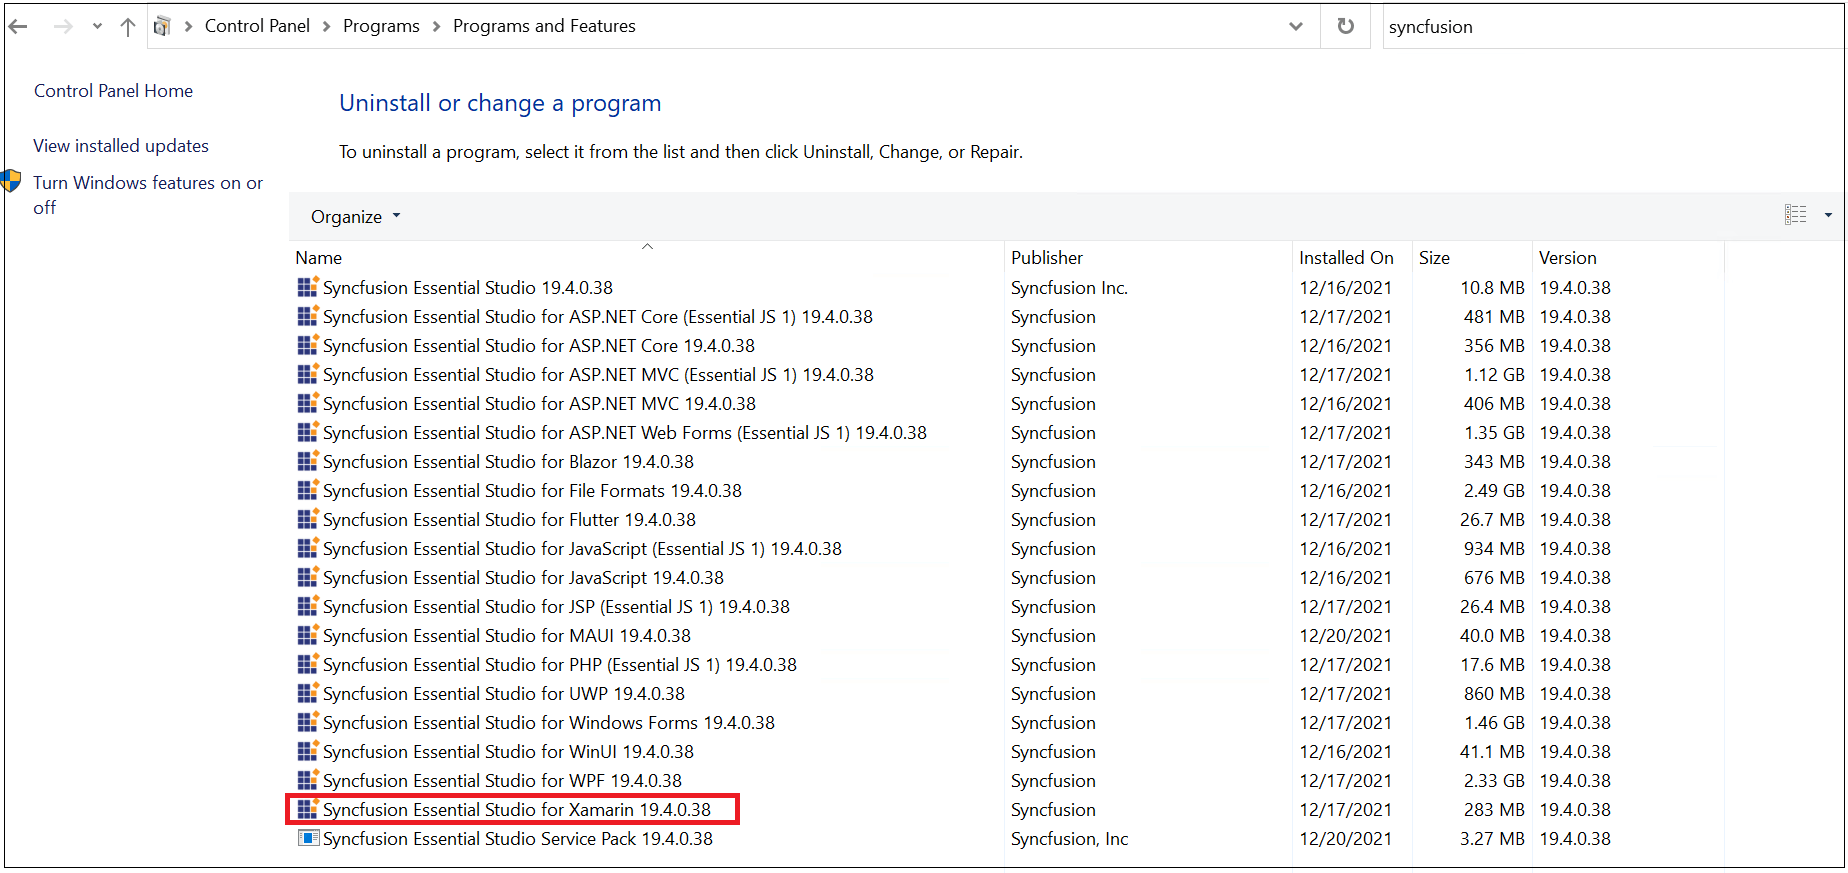 Control Panel > Programs > Programs and Features
syncfusion
Control Panel Home
View installed updates
Turn Windows features on or
off
Uninstall or change a program
To uninstall a program, select it from the list and then click Uninstall, Change, or Repair.
Organize
Name Publisher Installed On Size Version
Syncfusion Essential Studio 19.4.0.38 Syncfusion Inc. 12/16/2021 10.8 MB 19.4.0.38
Syncfusion Essential Studio for ASP.NET Core (Essential JS 1) 19.4.0.38 Syncfusion 12/17/2021 481 MB 19.4.0.38
Syncfusion Essential Studio for ASP.NET Core 19.4.0.38 Syncfusion 12/16/2021 356 MB 19.4.0.38
Syncfusion Essential Studio for ASP.NET MVC (Essential JS 1) 19.4.0.38 Syncfusion 12/17/2021 1.12 GB 19.4.0.38
Syncfusion Essential Studio for ASP.NET MVC 19.4.0.38 Syncfusion 12/16/2021 406 MB 19.4.0.38
Syncfusion Essential Studio for ASP.NET Web Forms (Essential JS 1) 19.4.0.38 Syncfusion 12/17/2021 1.35 GB 19.4.0.38
Syncfusion Essential Studio for Blazor 19.4.0.38 Syncfusion 12/16/2021 343 MB 19.4.0.38
Syncfusion Essential Studio for File Formats 19.4.0.38 Syncfusion 12/16/2021 2.49 GB 19.4.0.38
Syncfusion Essential Studio for Flutter 19.4.0.38 Syncfusion 12/17/2021 26.7 MB 19.4.0.38
Syncfusion Essential Studio for JavaScript (Essential JS 1) 19.4.0.38 Syncfusion 12/16/2021 934 MB 19.4.0.38
Syncfusion Essential Studio for JavaScript 19.4.0.38 Syncfusion 12/16/2021 676 MB 19.4.0.38
Syncfusion Essential Studio for JSP (Essential JS 1) 19.4.0.38 Syncfusion 12/17/2021 26.4 MB 19.4.0.38
Syncfusion Essential Studio for MAUI 19.4.0.38 Syncfusion 12/20/2021 40.0 MB 19.4.0.38
Syncfusion Essential Studio for PHP (Essential JS 1) 19.4.0.38 Syncfusion 12/17/2021 17.6 MB 19.4.0.38
Syncfusion Essential Studio for UWP 19.4.0.38 Syncfusion 12/17/2021 860 MB 19.4.0.38
Syncfusion Essential Studio for Windows Forms 19.4.0.38 Syncfusion 12/17/2021 1.46 GB 19.4.0.38
Syncfusion Essential Studio for WinUI 19.4.0.38 Syncfusion 12/16/2021 41.1 MB 19.4.0.38
Syncfusion Essential Studio for WPF 19.4.0.38 Syncfusion 12/17/2021 2.33 GB 19.4.0.38
Syncfusion Essential Studio for Xamarin 19.4.0.38 Syncfusion 12/17/2021 283 MB 19.4.0.38
Syncfusion Essential Studio Service Pack 19.4.0.38 Syncfusion, Inc 12/20/2021 3.27 MB 19.4.0.38